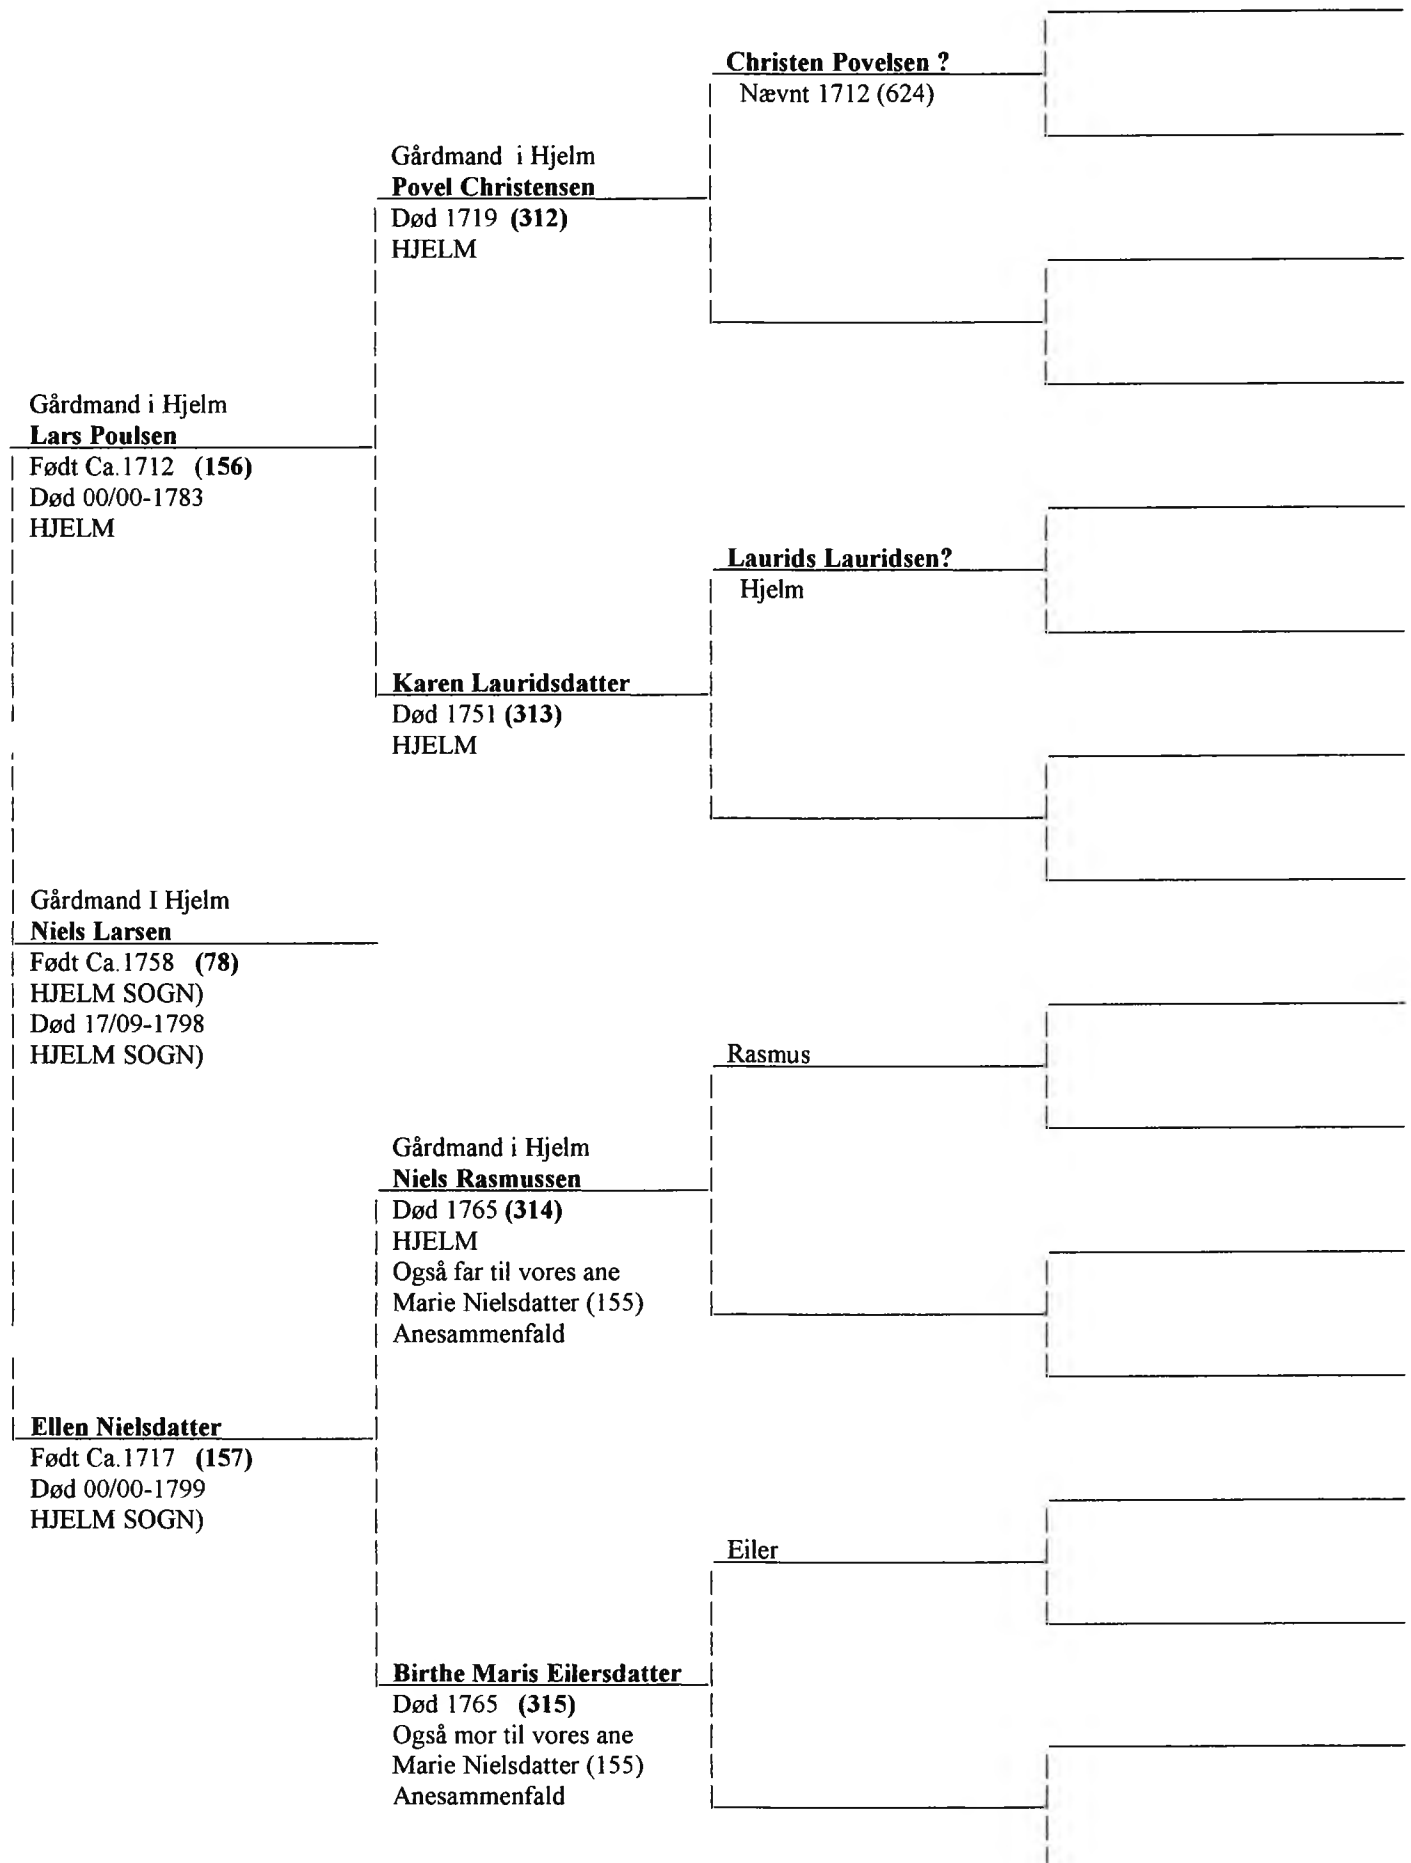 Christen Povelsen ?
Nævnt 1712 (624)
Gårdmand i Hjelm
Povel Christensen
Død 1719 (312)
HJELM
Gårdmand i Hjelm
Lars Poulsen
Født Ca.1712 (156)
Død 00/00-1783
HJELM
Laurids Lauridsen?
Hjelm
Karen Lauridsdatter
Død 1751 (313)
HJELM
Gårdmand I Hjelm
Niels Larsen
Født Ca.1758 (78)
HJELM SOGN)
Død 17/09-1798
HJELM SOGN)
Rasmus
Gårdmand i Hjelm
Niels Rasmussen
Død 1765 (314)
HJELM
Også far til vores ane
Marie Nielsdatter (155)
Anesammenfald
Ellen Nielsdatter
Født Ca.1717 (157)
Død 00/00-1799
HJELM SOGN)
Eiler
Birthe Maris Eilersdatter
Død 1765 (315)
Også mor til vores ane
Marie Nielsdatter (155)
Anesammenfald